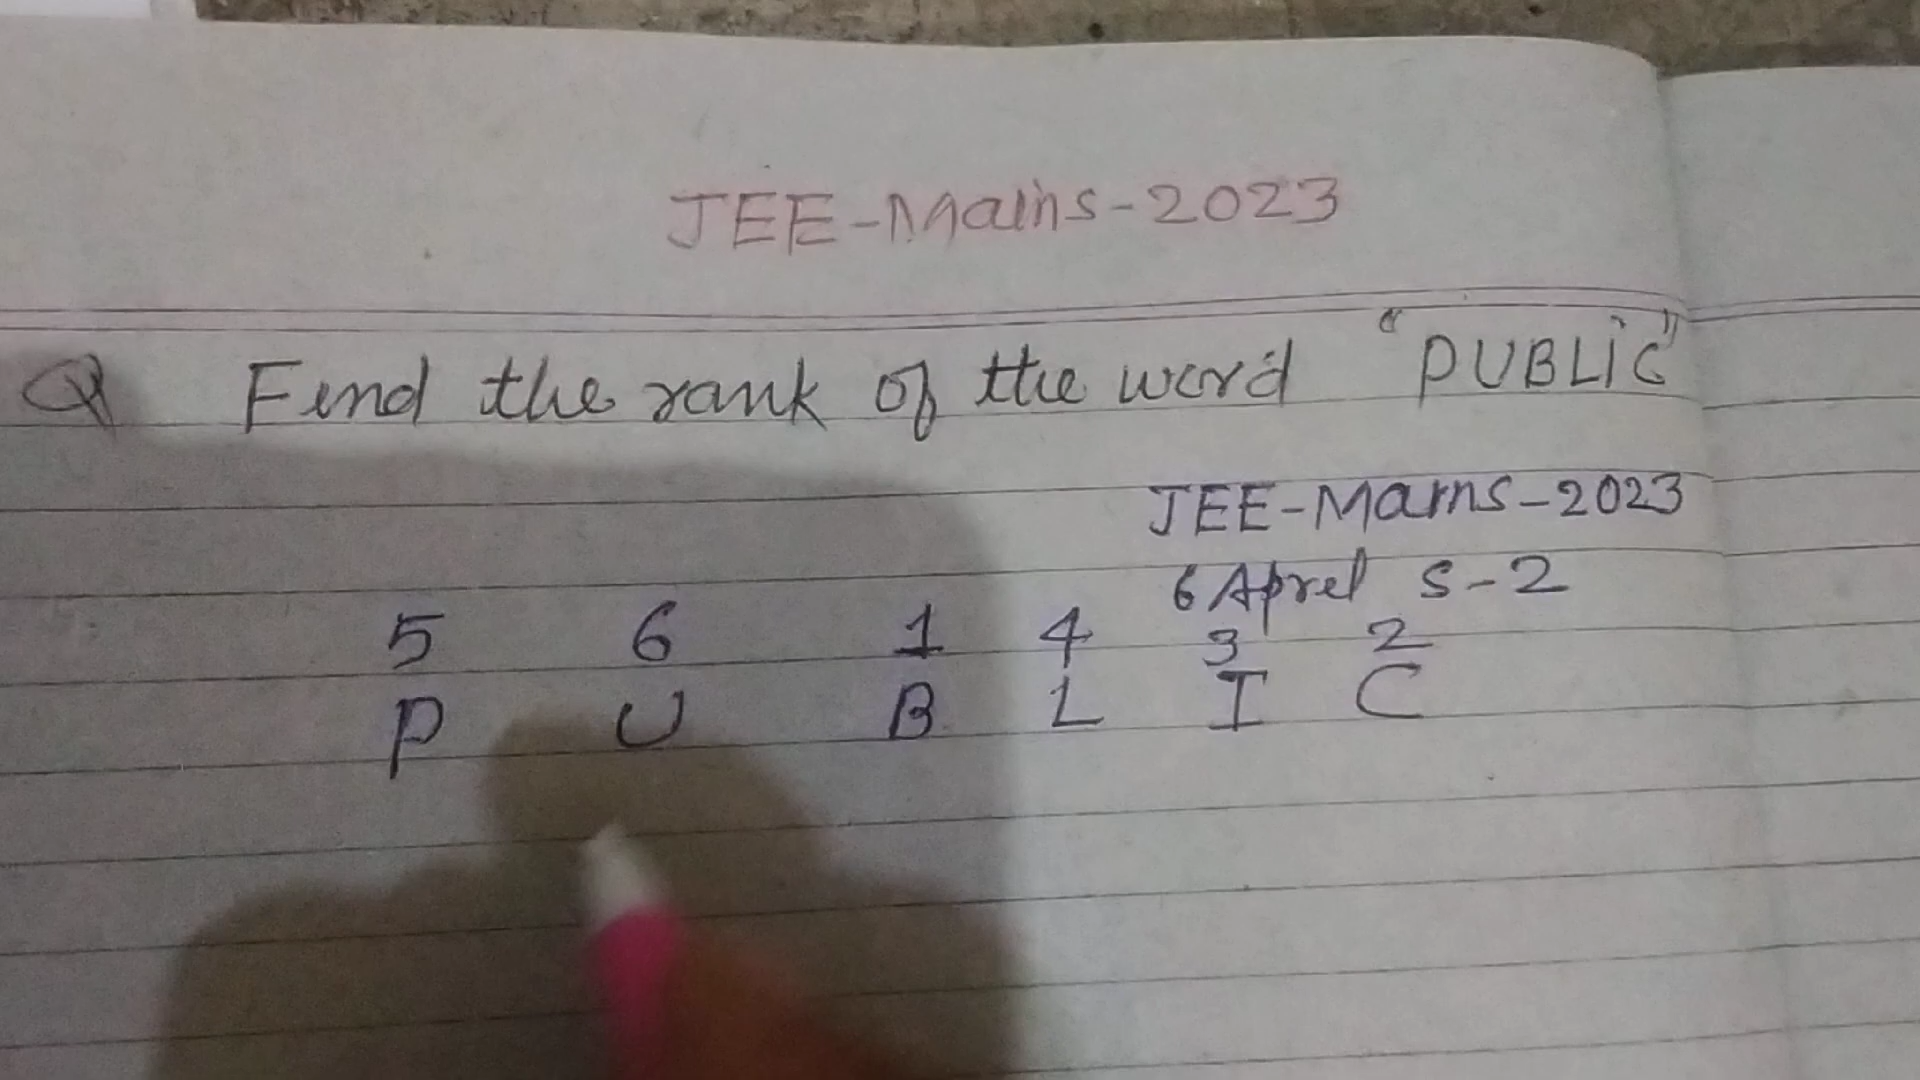 JEE-Mains-2023
Q Find the rank of the word "PUBLIC"
JEE-Mains-2023
6 April S-2
5 6 1 4 3 2
P U B L I C